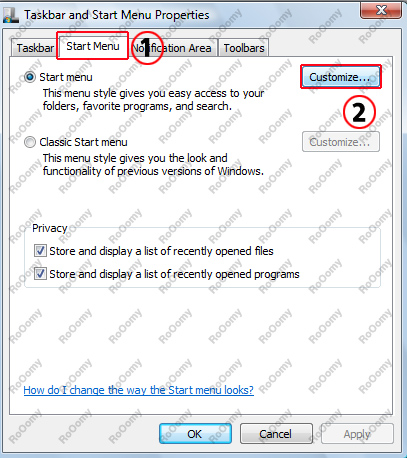 Taskbar and Start Menu Properties
Taskbar
Start Menu
1
Notification Area
Toolbars
Start menu
Customize...
This menu style gives you easy access to your
folders, favorite programs, and search.
2
Classic Start menu
Customize...
This menu style gives you the look and
functionality of previous versions of Windows.
Privacy
Store and display a list of recently opened files
Store and display a list of recently opened programs
How do I change the way the Start menu looks?
OK
Cancel
Apply
RoOomy